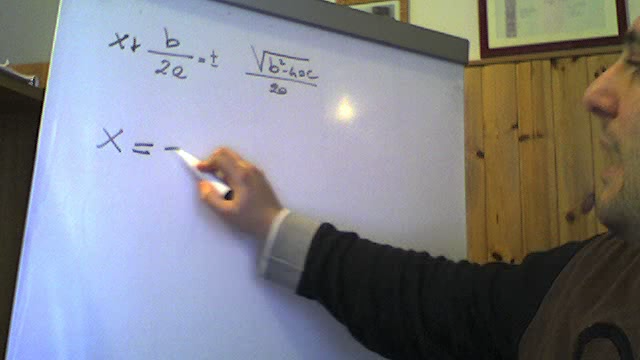 x + b/2a = ± √b²-4ac/2a
X = -